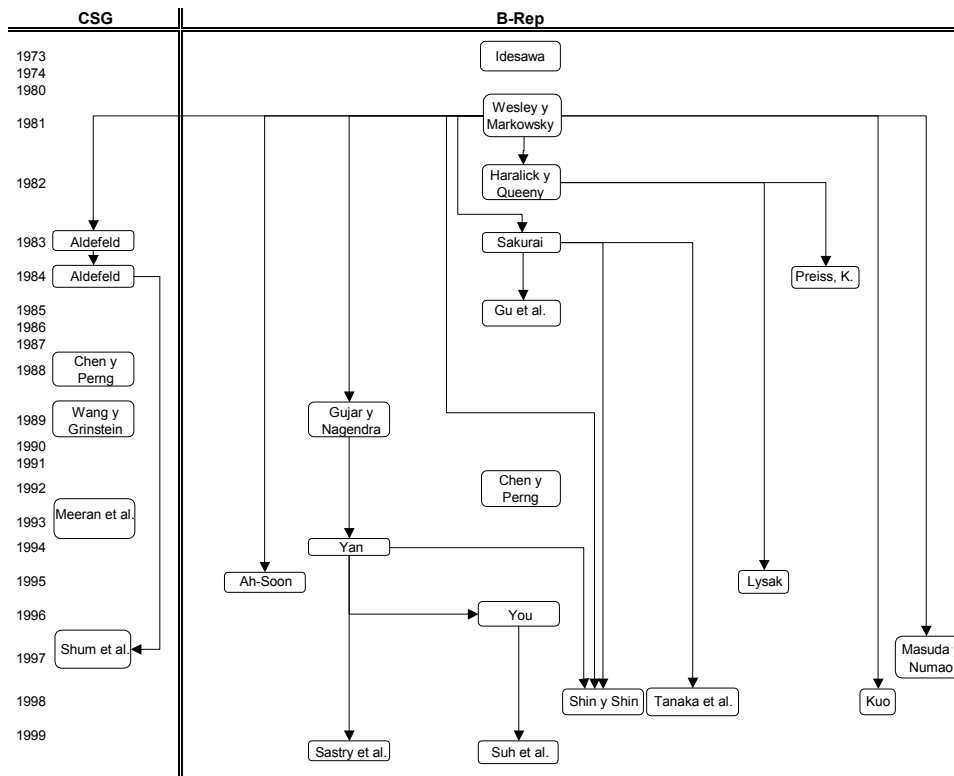 CSG
B-Rep
1973
Idesawa
1974
1980
Wesley y
Markowsky
1981
Haralick y
Queeny
1982
1983
Aldefeld
Sakurai
1984
Aldefeld
Preiss, K.
1985
Gu et al.
1986
1987
1988
Chen y
Perng
1989
Wang y
Grinstein
Gujar y
Nagendra
1990
1991
1992
Chen y
Perng
1993
Meeran et al.
1994
Yan
1995
Ah-Soon
Lysak
1996
You
1997
Shum et al.
Masuda y
Numao
1998
Shin y Shin
Tanaka et al.
Kuo
1999
Sastry et al.
Suh et al.